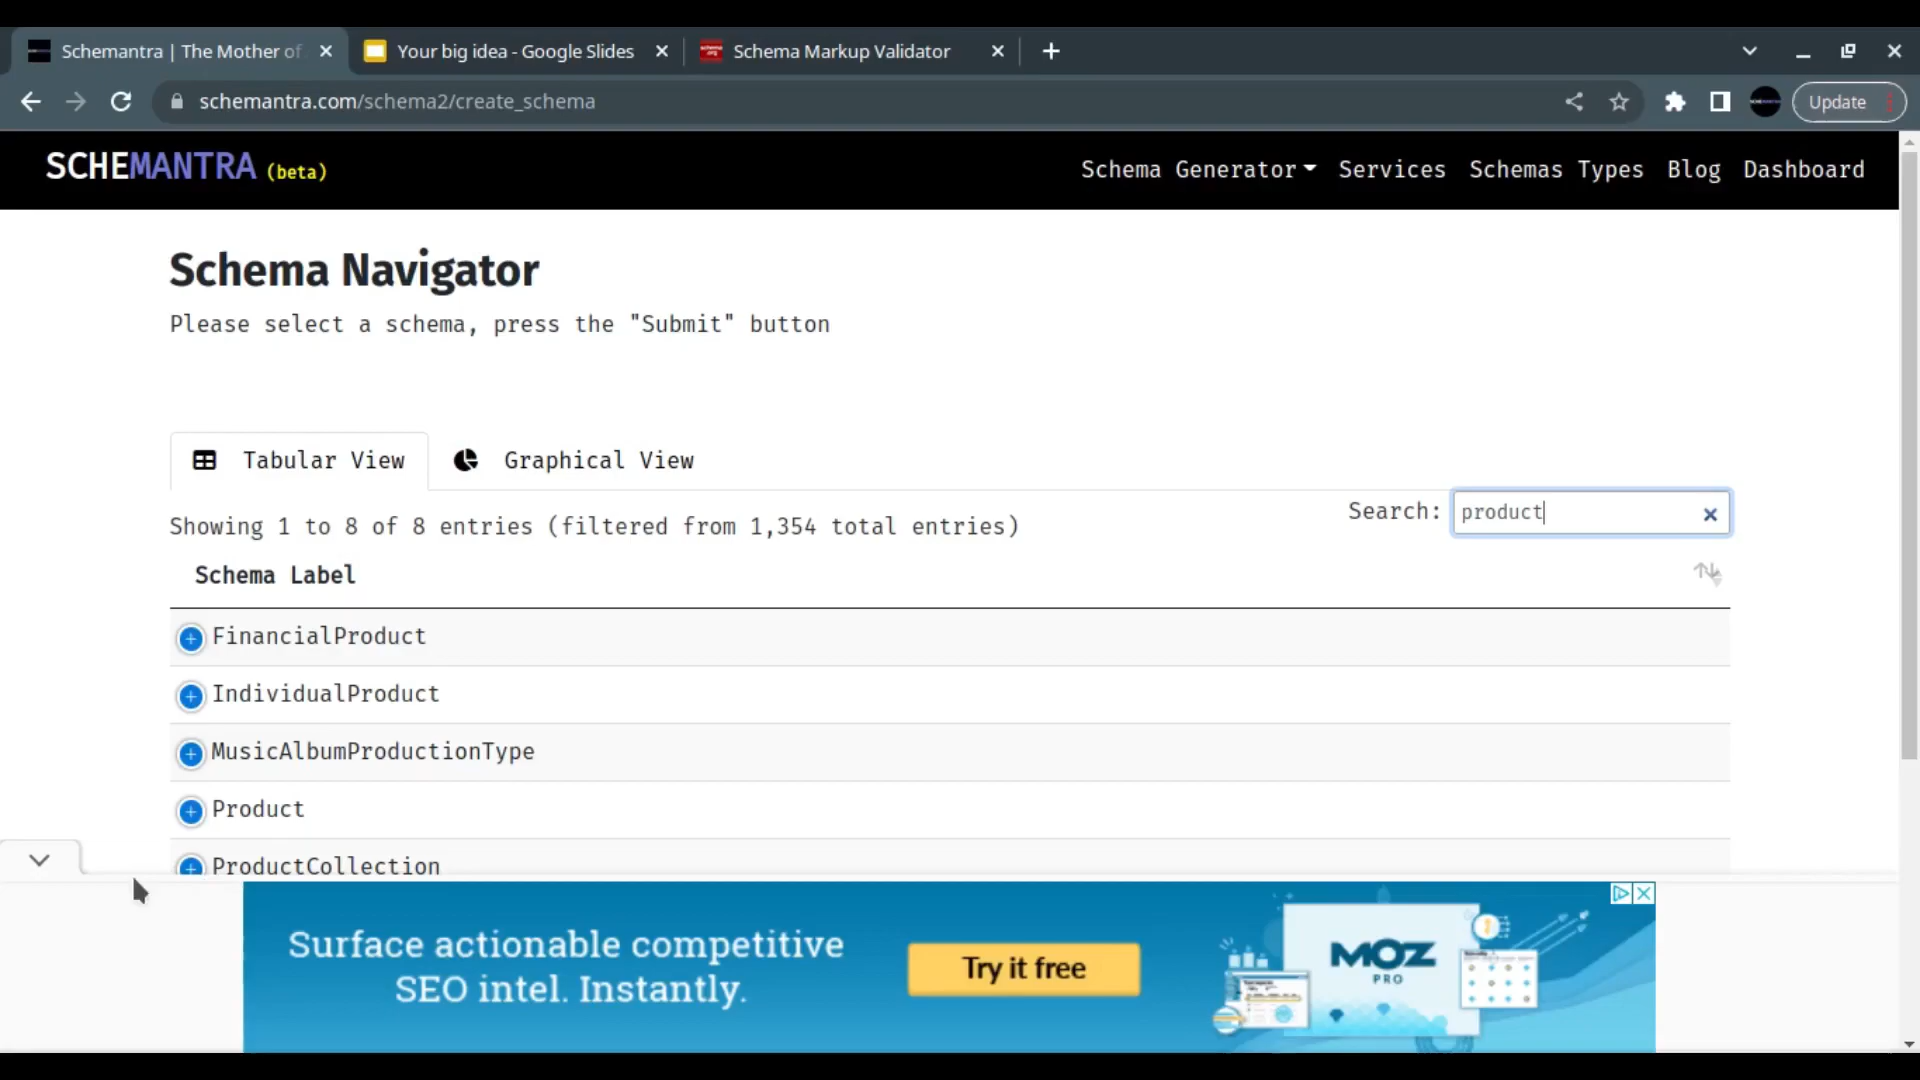 Schemantra | The Mother of
Your big idea - Google Slides
Schema Markup Validator
schemantra.com/schema2/create_schema
Update
SCHEMANTRA (beta)
Schema Generator
Services
Schemas Types
Blog
Dashboard
Schema Navigator
Please select a schema, press the "Submit" button
Tabular View
Graphical View
Showing 1 to 8 of 8 entries (filtered from 1,354 total entries)
Search: product
Schema Label
FinancialProduct
IndividualProduct
MusicAlbumProductionType
Product
ProductCollection
Surface actionable competitive
SEO intel. Instantly.
Try it free
MOZ
PRO